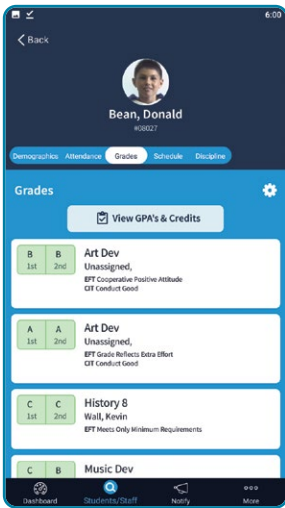 6:00
Back
Bean, Donald
#08027
Demographics Attendance Grades Schedule Discipline
Grades
View GPA's & Credits
B B Art Dev
1st 2nd Unassigned,
EFT Cooperative Positive Attitude
CIT Conduct Good
A A Art Dev
1st 2nd Unassigned,
EFT Grade Reflects Extra Effort
CIT Conduct Good
C C History 8
1st 2nd Wall, Kevin
EFT Meets Only Minimum Requirements
C B Music Dev
Dashboard Students/Staff Notify More